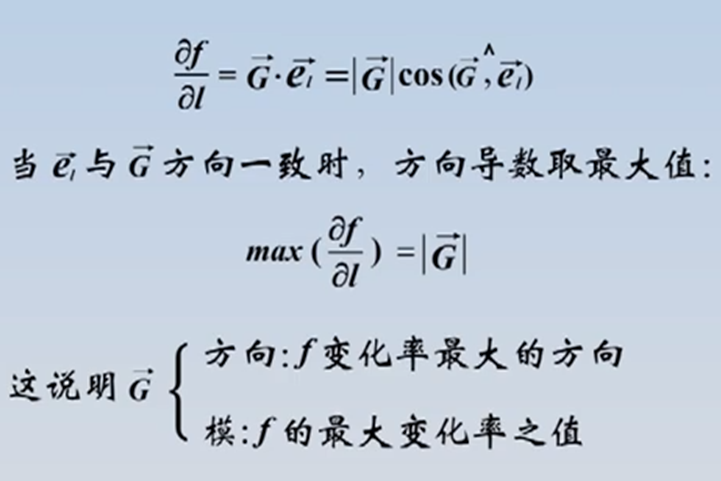 ∂f/∂l = G⃗·e⃗ₗ = |G⃗|cos(G⃗,^e⃗ₗ)
当 e⃗ₗ 与 G⃗ 方向一致时，方向导数取最大值:
max(∂f/∂l) = |G⃗|
这说明 G⃗ {
方向:f 变化率最大的方向
模:f 的最大变化率之值